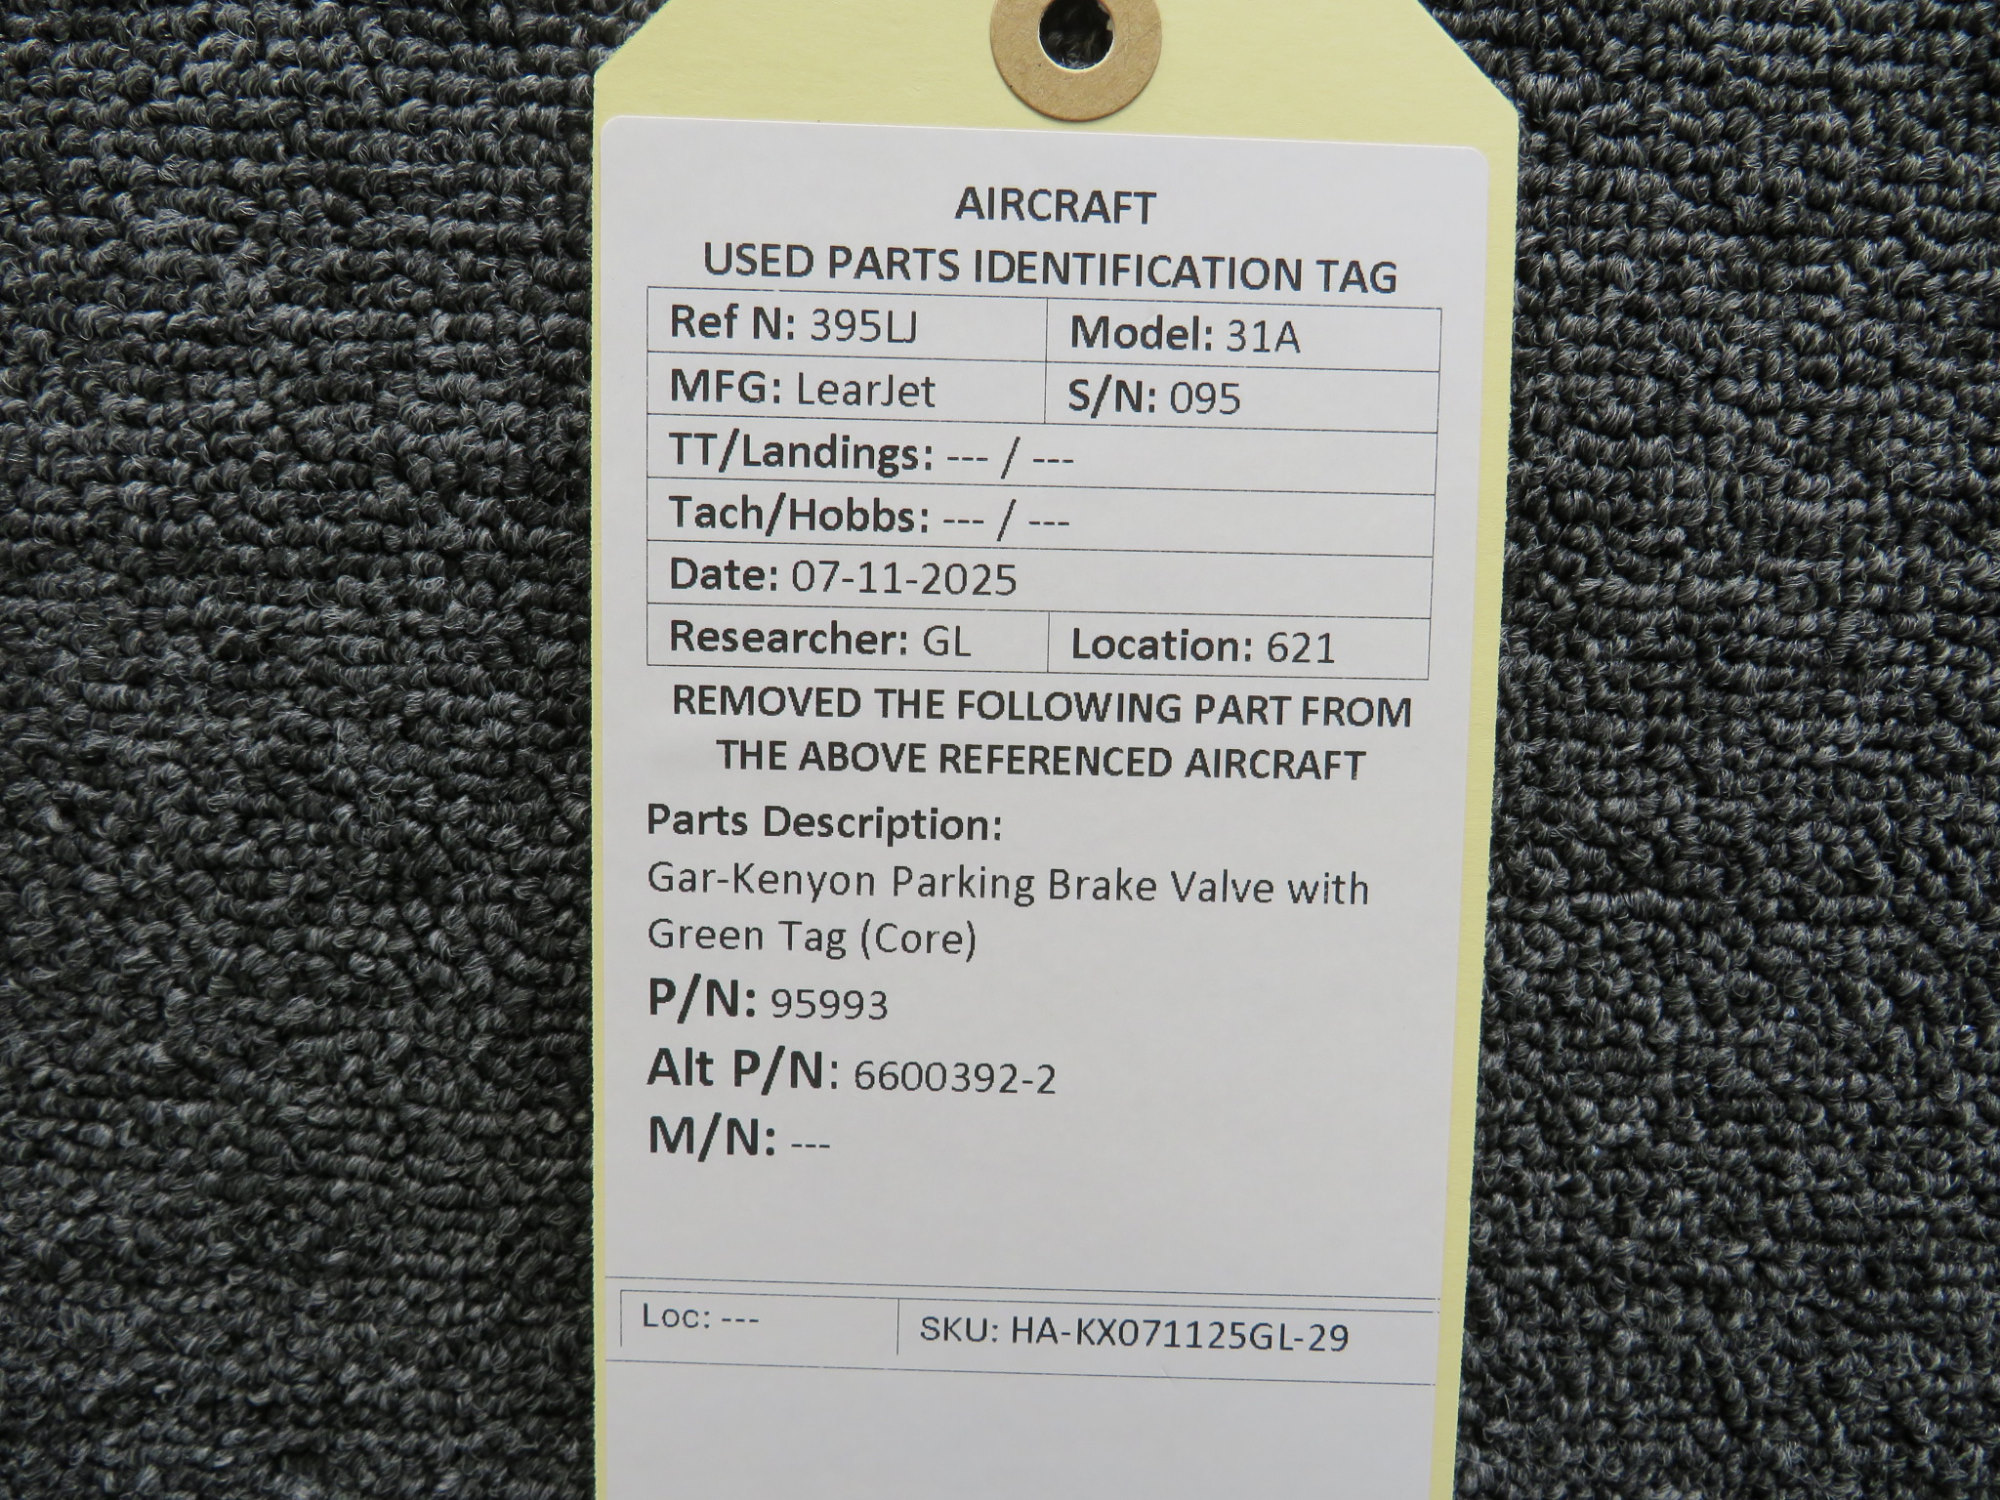 AIRCRAFT
USED PARTS IDENTIFICATION TAG
Ref N: 395LJ Model: 31A
MFG: LearJet S/N: 095
TT/Landings: --- / ---
Tach/Hobbs: --- / ---
Date: 07-11-2025
Researcher: GL Location: 621
REMOVED THE FOLLOWING PART FROM
THE ABOVE REFERENCED AIRCRAFT
Parts Description:
Gar-Kenyon Parking Brake Valve with
Green Tag (Core)
P/N: 95993
Alt P/N: 6600392-2
M/N: ---
Loc: --- SKU: HA-KX071125GL-29